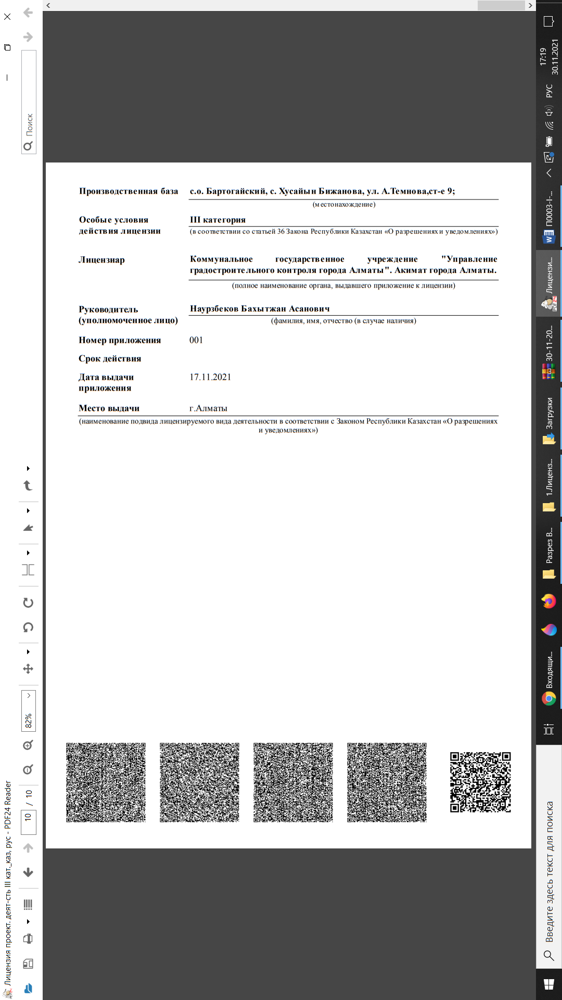 Лицензия проект. деят-сть III кат._каз, рус - PDF24 Reader
10 / 10
82%
Поиск
Производственная база с.о. Бартогайский, с. Хусайын Бижанова, ул. А.Темнова,ст-е 9;
(местонахождение)
Особые условия III категория
действия лицензии (в соответствии со статьей 36 Закона Республики Казахстан «О разрешениях и уведомлениях»)
Лицензиар Коммунальное государственное учреждение "Управление
градостроительного контроля города Алматы". Акимат города Алматы.
(полное наименование органа, выдавшего приложение к лицензии)
Руководитель Наурзбеков Бахытжан Асанович
(уполномоченное лицо) (фамилия, имя, отчество (в случае наличия)
Номер приложения 001
Срок действия
Дата выдачи 17.11.2021
приложения
Место выдачи г.Алматы
(наименование подвида лицензируемого вида деятельности в соответствии с Законом Республики Казахстан «О разрешениях
и уведомлениях»)
Введите здесь текст для поиска
Входящи...
Разрез В...
1.Лиценз...
Загрузки
30-11-20...
Лицензи...
П0003-I-...
РУС
17:19
30.11.2021